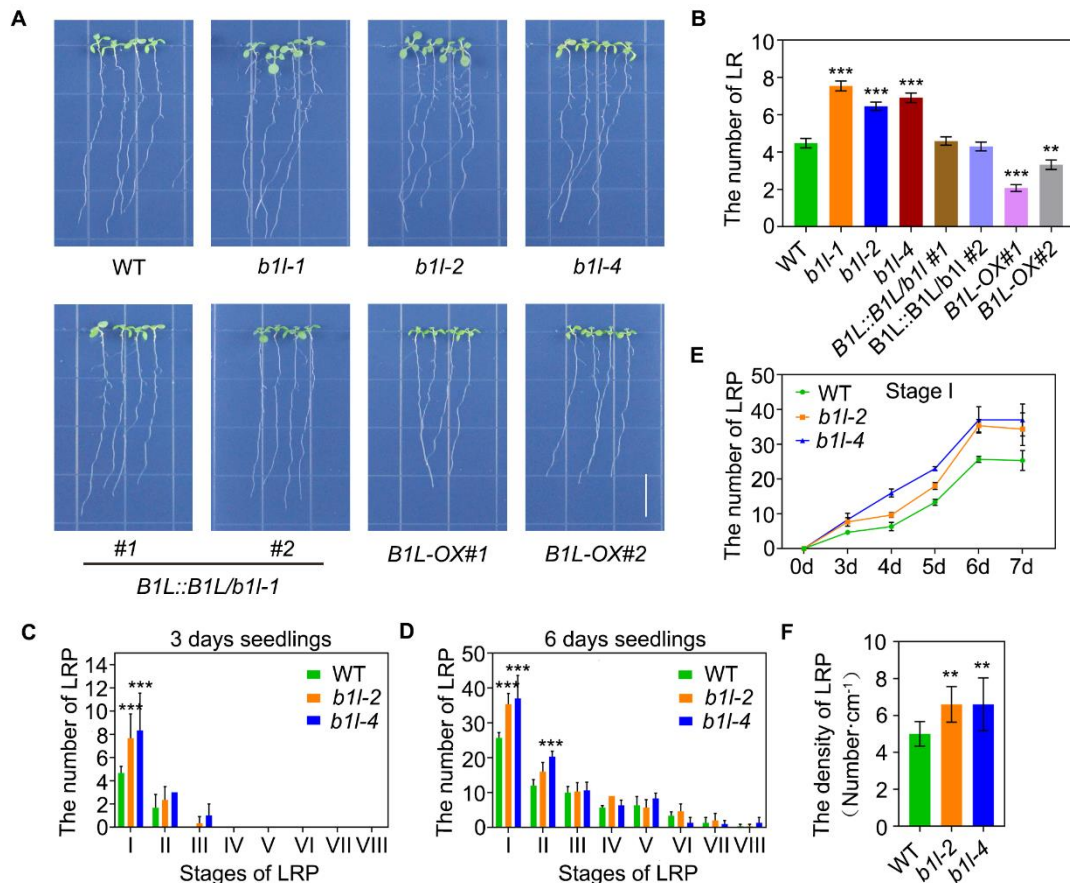 A
WT
b1l-1
b1l-2
b1l-4
#1
#2
B1L::B1L/b1l-1
B1L-OX#1
B1L-OX#2
B
The number of LR
10
8
6
4
2
0
***
***
***
***
**
WT
b1l-1
b1l-2
b1l-4
B1L::B1L/b1l #1
B1L::B1L/b1l #2
B1L-OX#1
B1L-OX#2
E
Stage I
The number of LRP
50
40
30
20
10
0
WT
b1l-2
b1l-4
0d 3d 4d 5d 6d 7d
C
3 days seedlings
The number of LRP
14
12
10
8
6
4
2
0
***
***
WT
b1l-2
b1l-4
I II III IV V VI VII VIII
Stages of LRP
D
6 days seedlings
The number of LRP
50
40
30
20
10
0
***
***
***
WT
b1l-2
b1l-4
I II III IV V VI VII VIII
Stages of LRP
F
The density of LRP
(Number·cm⁻¹)
10
8
6
4
2
0
**
**
WT
b1l-2
b1l-4